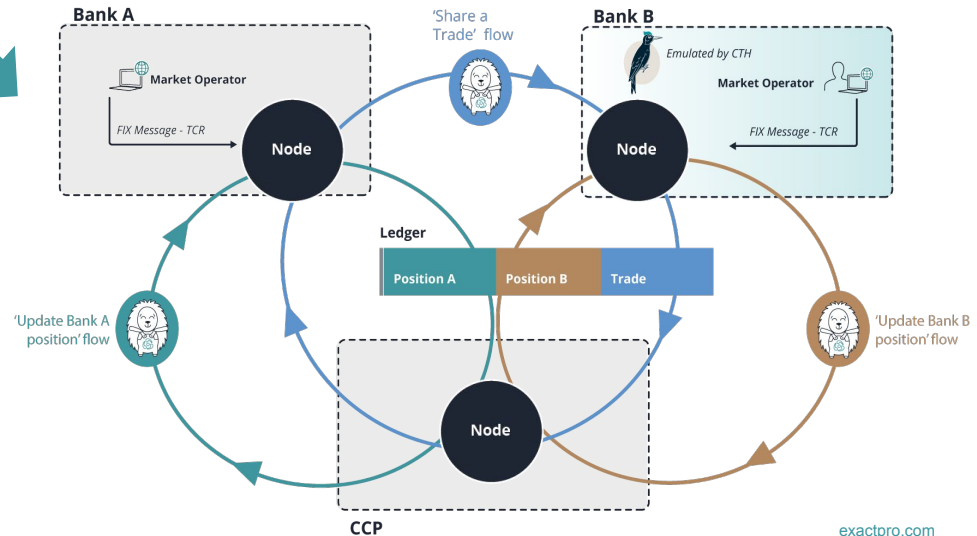 Bank A
'Share a
Trade' flow
Bank B
Emulated by CTH
Market Operator
Market Operator
FIX Message - TCR
FIX Message - TCR
Node
Node
Ledger
Position A
Position B
Trade
'Update Bank A
position' flow
'Update Bank B
position' flow
Node
CCP
exactpro.com